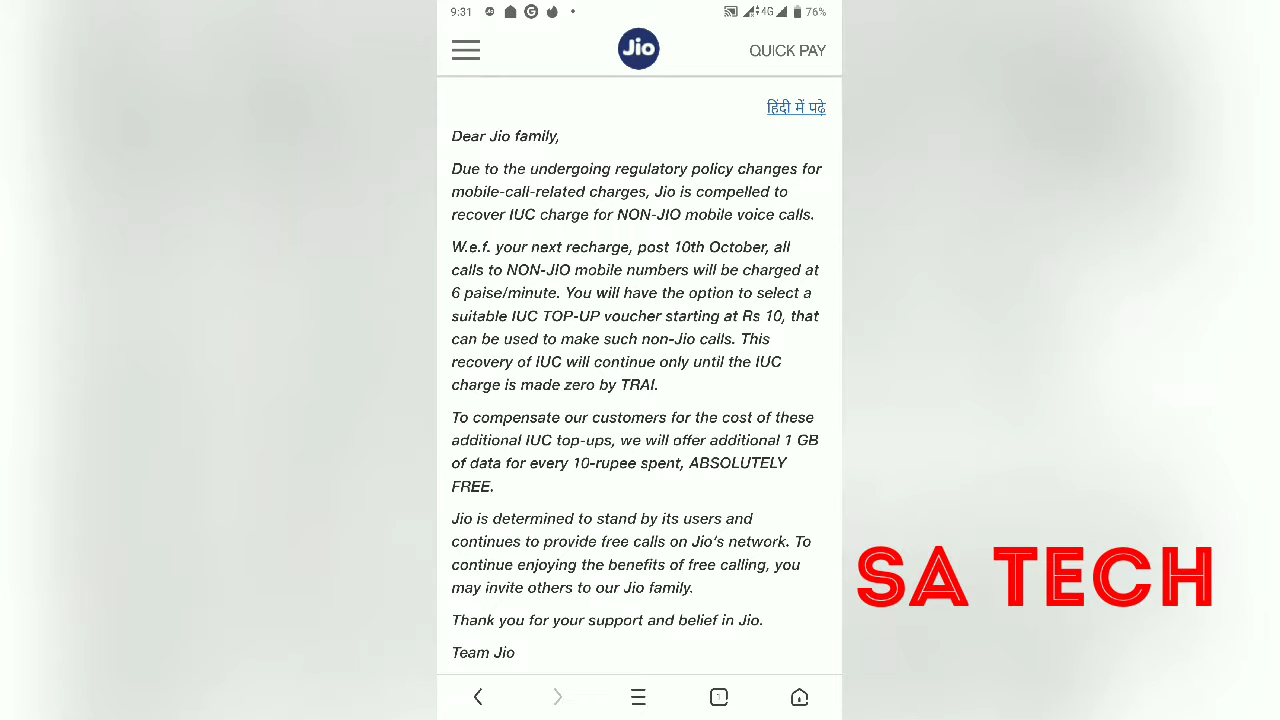 9:31 4G 76%
Jio QUICK PAY
हिंदी में पढ़े
Dear Jio family,
Due to the undergoing regulatory policy changes for
mobile-call-related charges, Jio is compelled to
recover IUC charge for NON-JIO mobile voice calls.
W.e.f. your next recharge, post 10th October, all
calls to NON-JIO mobile numbers will be charged at
6 paise/minute. You will have the option to select a
suitable IUC TOP-UP voucher starting at Rs 10, that
can be used to make such non-Jio calls. This
recovery of IUC will continue only until the IUC
charge is made zero by TRAI.
To compensate our customers for the cost of these
additional IUC top-ups, we will offer additional 1 GB
of data for every 10-rupee spent, ABSOLUTELY
FREE.
Jio is determined to stand by its users and
continues to provide free calls on Jio's network. To
continue enjoying the benefits of free calling, you
may invite others to our Jio family.
Thank you for your support and belief in Jio.
Team Jio
SA TECH
1